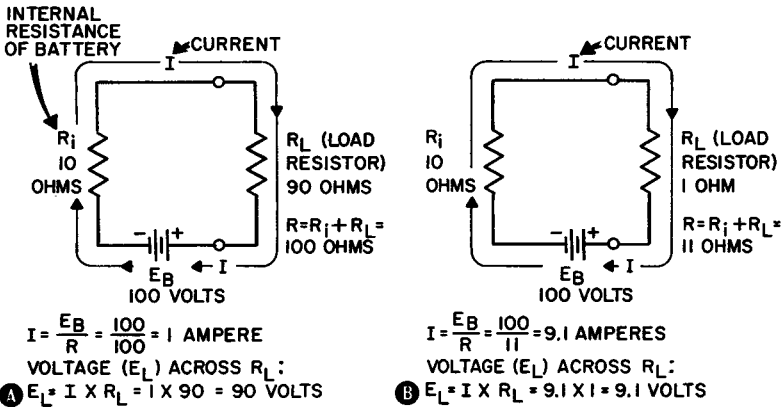 INTERNAL
RESISTANCE
OF BATTERY
CURRENT
I
Ri
10
OHMS
RL (LOAD
RESISTOR)
90 OHMS
R=Ri+RL=
100 OHMS
- +
EB
I
100 VOLTS
I = EB/R = 100/100 = 1 AMPERE
VOLTAGE (EL) ACROSS RL:
A EL = I X RL = 1 X 90 = 90 VOLTS
CURRENT
I
Ri
10
OHMS
RL (LOAD
RESISTOR)
1 OHM
R=Ri+RL=
11 OHMS
- +
EB
I
100 VOLTS
I = EB/R = 100/11 = 9.1 AMPERES
VOLTAGE (EL) ACROSS RL:
B EL = I X RL = 9.1 X 1 = 9.1 VOLTS